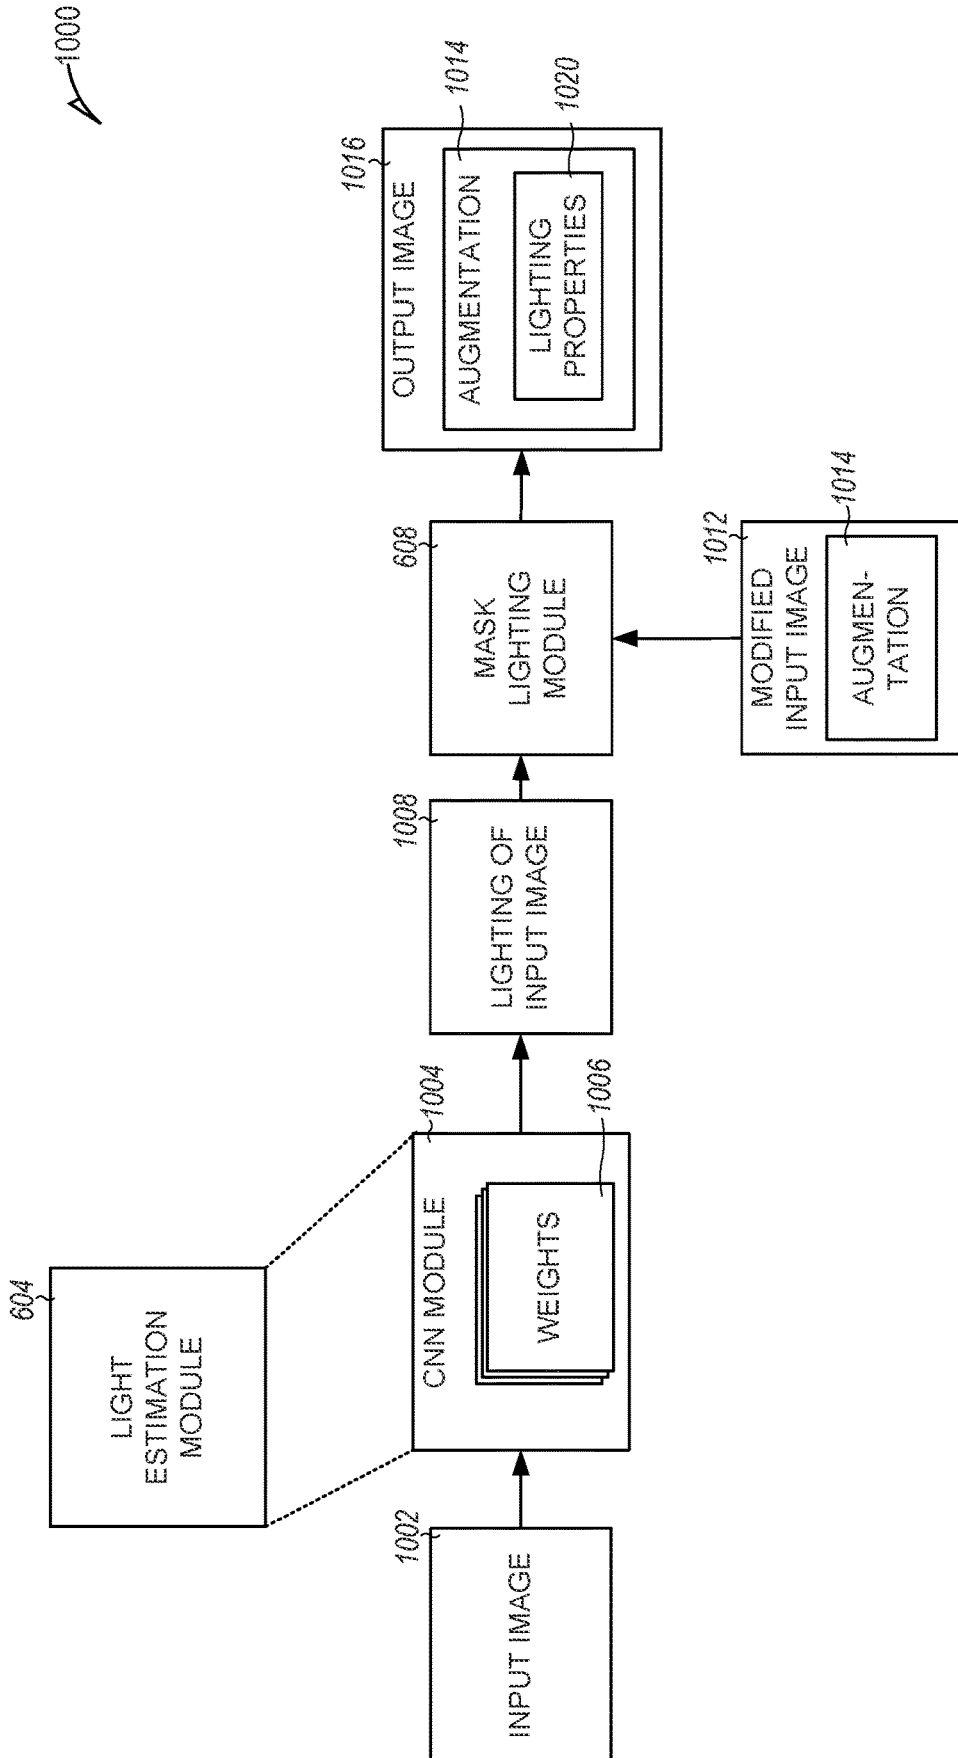 1000
604
LIGHT
ESTIMATION
MODULE
1002
INPUT IMAGE
1004
CNN MODULE
WEIGHTS
1006
1008
LIGHTING OF
INPUT IMAGE
608
MASK
LIGHTING
MODULE
1012
MODIFIED
INPUT IMAGE
1014
AUGMEN-
TATION
1016
OUTPUT IMAGE
1014
AUGMENTATION
1020
LIGHTING
PROPERTIES